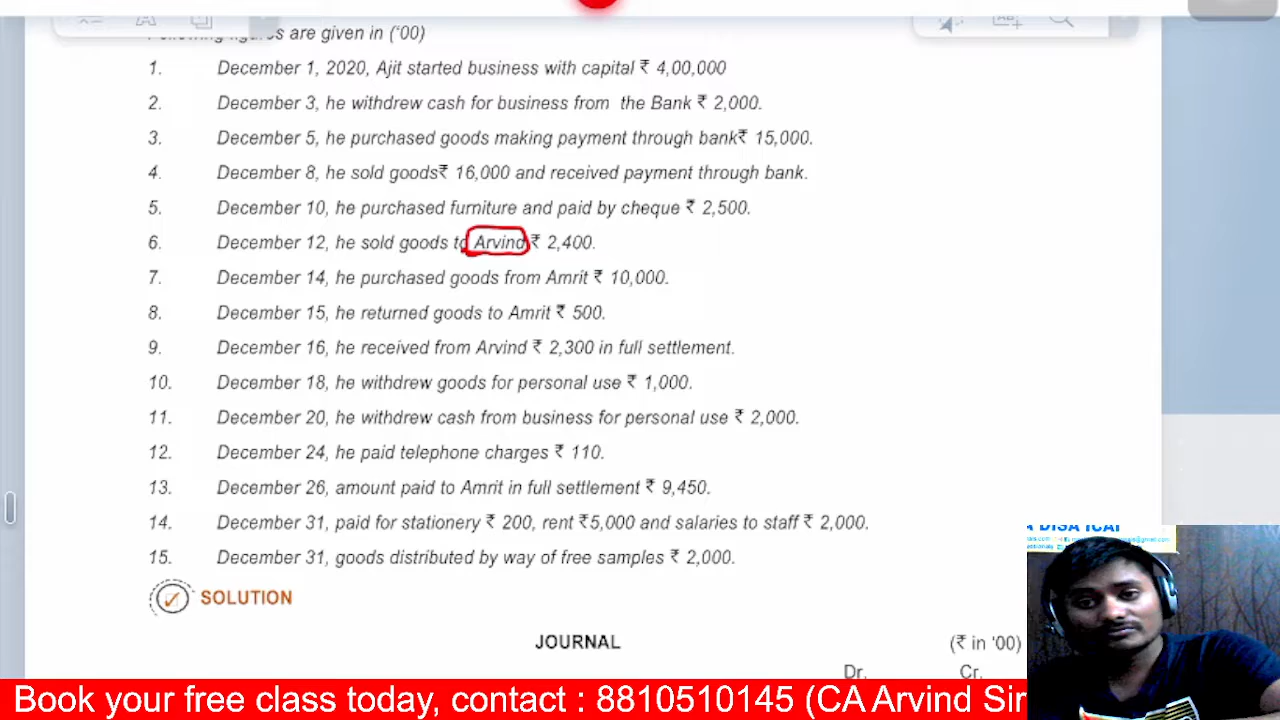 Following figures are given in ('00)
1. December 1, 2020, Ajit started business with capital ₹ 4,00,000
2. December 3, he withdrew cash for business from the Bank ₹ 2,000.
3. December 5, he purchased goods making payment through bank₹ 15,000.
4. December 8, he sold goods₹ 16,000 and received payment through bank.
5. December 10, he purchased furniture and paid by cheque ₹ 2,500.
6. December 12, he sold goods to Arvind ₹ 2,400.
7. December 14, he purchased goods from Amrit ₹ 10,000.
8. December 15, he returned goods to Amrit ₹ 500.
9. December 16, he received from Arvind ₹ 2,300 in full settlement.
10. December 18, he withdrew goods for personal use ₹ 1,000.
11. December 20, he withdrew cash from business for personal use ₹ 2,000.
12. December 24, he paid telephone charges ₹ 110.
13. December 26, amount paid to Amrit in full settlement ₹ 9,450.
14. December 31, paid for stationery ₹ 200, rent ₹5,000 and salaries to staff ₹ 2,000.
15. December 31, goods distributed by way of free samples ₹ 2,000.
SOLUTION
JOURNAL (₹ in '00)
Dr. Cr.
DISA ICAI
Book your free class today, contact : 8810510145 (CA Arvind Sir